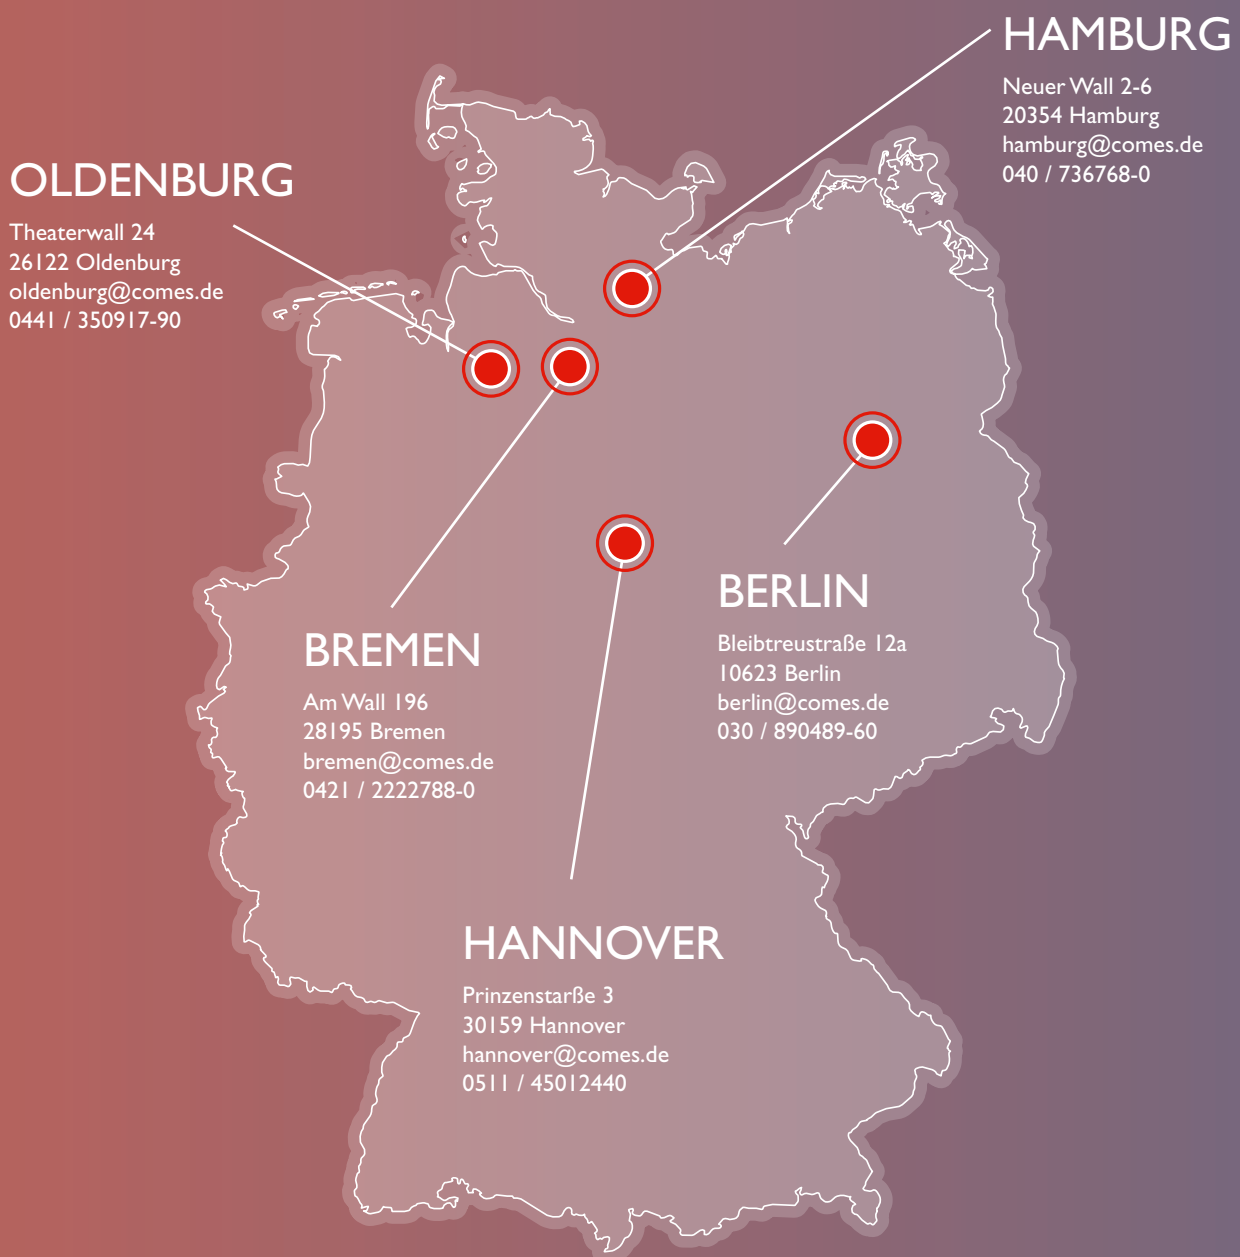 HAMBURG
Neuer Wall 2-6
20354 Hamburg
hamburg@comes.de
040 / 736768-0
OLDENBURG
Theaterwall 24
26122 Oldenburg
oldenburg@comes.de
0441 / 350917-90
BERLIN
Bleibtreustraße 12a
10623 Berlin
berlin@comes.de
030 / 890489-60
BREMEN
Am Wall 196
28195 Bremen
bremen@comes.de
0421 / 2222788-0
HANNOVER
Prinzenstarße 3
30159 Hannover
hannover@comes.de
0511 / 45012440